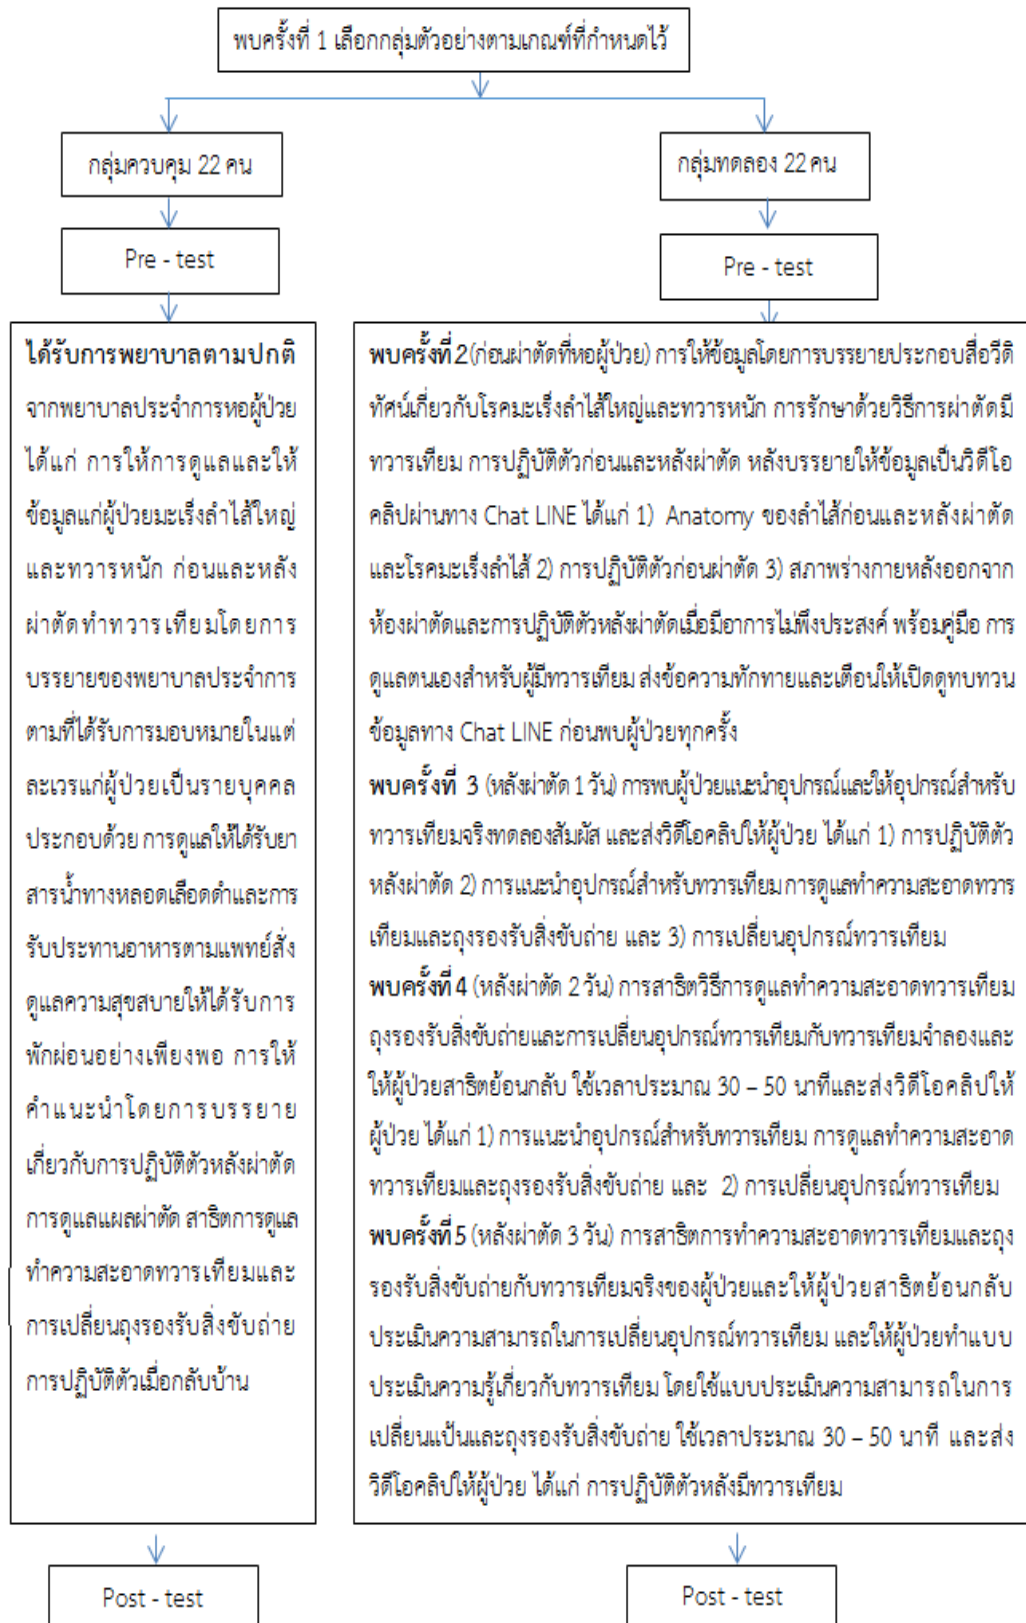 พบครั้งที่ 1 เลือกกลุ่มตัวอย่างตามเกณฑ์ที่กำหนดไว้
กลุ่มควบคุม 22 คน
Pre - test
ได้รับการพยาบาลตามปกติ
จากพยาบาลประจำการหอผู้ป่วย
ได้แก่ การให้การดูแลและให้
ข้อมูลแก่ผู้ป่วยมะเร็งลำไส้ใหญ่
และทวารหนัก ก่อนและหลัง
ผ่าตัดทำทวารเทียมโดยการ
บรรยายของพยาบาลประจำการ
ตามที่ได้รับการมอบหมายในแต่
ละเวรแก่ผู้ป่วยเป็นรายบุคคล
ประกอบด้วย การดูแลให้ได้รับยา
สารน้ำทางหลอดเลือดดำและการ
รับประทานอาหารตามแพทย์สั่ง
ดูแลความสุขสบายให้ได้รับการ
พักผ่อนอย่างเพียงพอ การให้
คำแนะนำโดยการบรรยาย
เกี่ยวกับการปฏิบัติตัวหลังผ่าตัด
การดูแลแผลผ่าตัด สาธิตการดูแล
ทำความสะอาดทวารเทียมและ
การเปลี่ยนถุงรองรับสิ่งขับถ่าย
การปฏิบัติตัวเมื่อกลับบ้าน
Post - test
กลุ่มทดลอง 22 คน
Pre - test
พบครั้งที่ 2 (ก่อนผ่าตัดที่หอผู้ป่วย) การให้ข้อมูลโดยการบรรยายประกอบสื่อวีดิ
ทัศน์เกี่ยวกับโรคมะเร็งลำไส้ใหญ่และทวารหนัก การรักษาด้วยวิธีการผ่าตัดมี
ทวารเทียม การปฏิบัติตัวก่อนและหลังผ่าตัด หลังบรรยายให้ข้อมูลเป็นวิดีโอ
คลิปผ่านทาง Chat LINE ได้แก่ 1) Anatomy ของลำไส้ก่อนและหลังผ่าตัด
และโรคมะเร็งลำไส้ 2) การปฏิบัติตัวก่อนผ่าตัด 3) สภาพร่างกายหลังออกจาก
ห้องผ่าตัดและการปฏิบัติตัวหลังผ่าตัดเมื่อมีอาการไม่พึงประสงค์ พร้อมคู่มือ การ
ดูแลตนเองสำหรับผู้มีทวารเทียม ส่งข้อความทักทายและเตือนให้เปิดดูทบทวน
ข้อมูลทาง Chat LINE ก่อนพบผู้ป่วยทุกครั้ง
พบครั้งที่ 3 (หลังผ่าตัด 1 วัน) การพบผู้ป่วยแนะนำอุปกรณ์และให้อุปกรณ์สำหรับ
ทวารเทียมจริงทดลองสัมผัส และส่งวิดีโอคลิปให้ผู้ป่วย ได้แก่ 1) การปฏิบัติตัว
หลังผ่าตัด 2) การแนะนำอุปกรณ์สำหรับทวารเทียม การดูแลทำความสะอาดทวาร
เทียมและถุงรองรับสิ่งขับถ่าย และ 3) การเปลี่ยนอุปกรณ์ทวารเทียม
พบครั้งที่ 4 (หลังผ่าตัด 2 วัน) การสาธิตวิธีการดูแลทำความสะอาดทวารเทียม
ถุงรองรับสิ่งขับถ่ายและการเปลี่ยนอุปกรณ์ทวารเทียมกับทวารเทียมจำลองและ
ให้ผู้ป่วยสาธิตย้อนกลับ ใช้เวลาประมาณ 30 – 50 นาทีและส่งวิดีโอคลิปให้
ผู้ป่วย ได้แก่ 1) การแนะนำอุปกรณ์สำหรับทวารเทียม การดูแลทำความสะอาด
ทวารเทียมและถุงรองรับสิ่งขับถ่าย และ 2) การเปลี่ยนอุปกรณ์ทวารเทียม
พบครั้งที่ 5 (หลังผ่าตัด 3 วัน) การสาธิตการทำความสะอาดทวารเทียมและถุง
รองรับสิ่งขับถ่ายกับทวารเทียมจริงของผู้ป่วยและให้ผู้ป่วยสาธิตย้อนกลับ
ประเมินความสามารถในการเปลี่ยนอุปกรณ์ทวารเทียม และให้ผู้ป่วยทำแบบ
ประเมินความรู้เกี่ยวกับทวารเทียม โดยใช้แบบประเมินความสามารถในการ
เปลี่ยนแป้นและถุงรองรับสิ่งขับถ่าย ใช้เวลาประมาณ 30 – 50 นาที และส่ง
วิดีโอคลิปให้ผู้ป่วย ได้แก่ การปฏิบัติตัวหลังมีทวารเทียม
Post - test